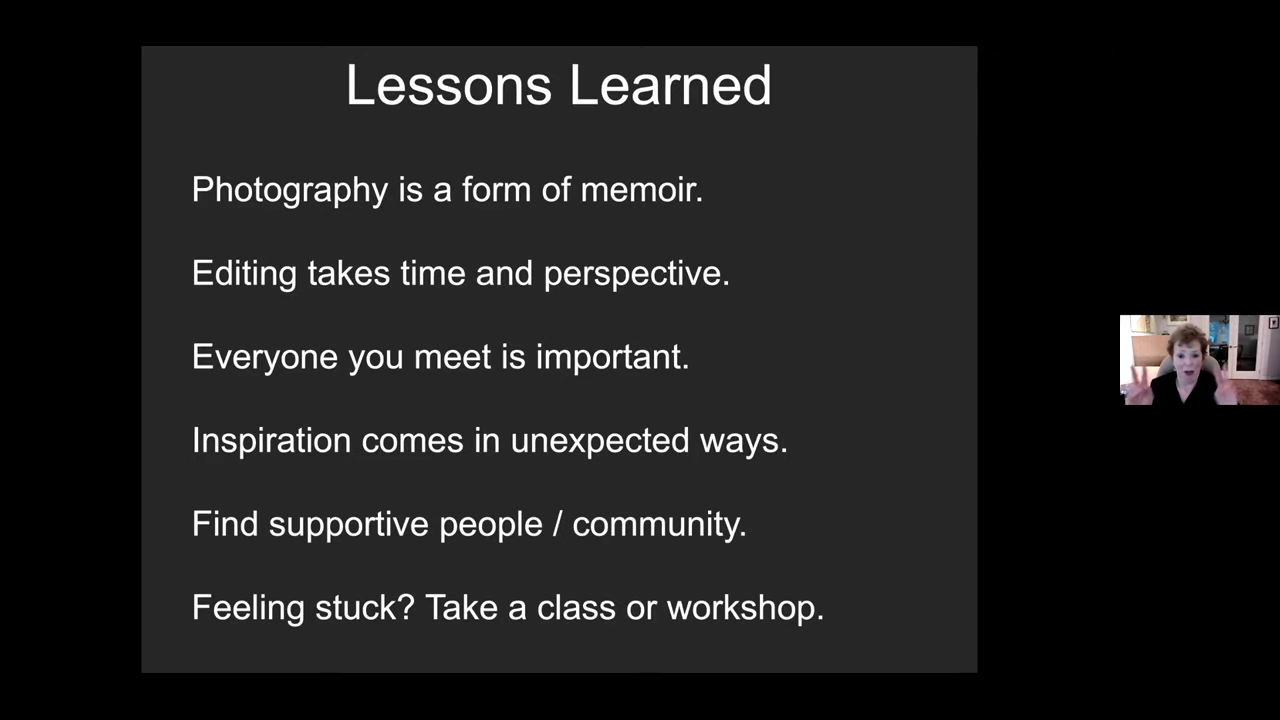 Lessons Learned
Photography is a form of memoir.
Editing takes time and perspective.
Everyone you meet is important.
Inspiration comes in unexpected ways.
Find supportive people / community.
Feeling stuck? Take a class or workshop.